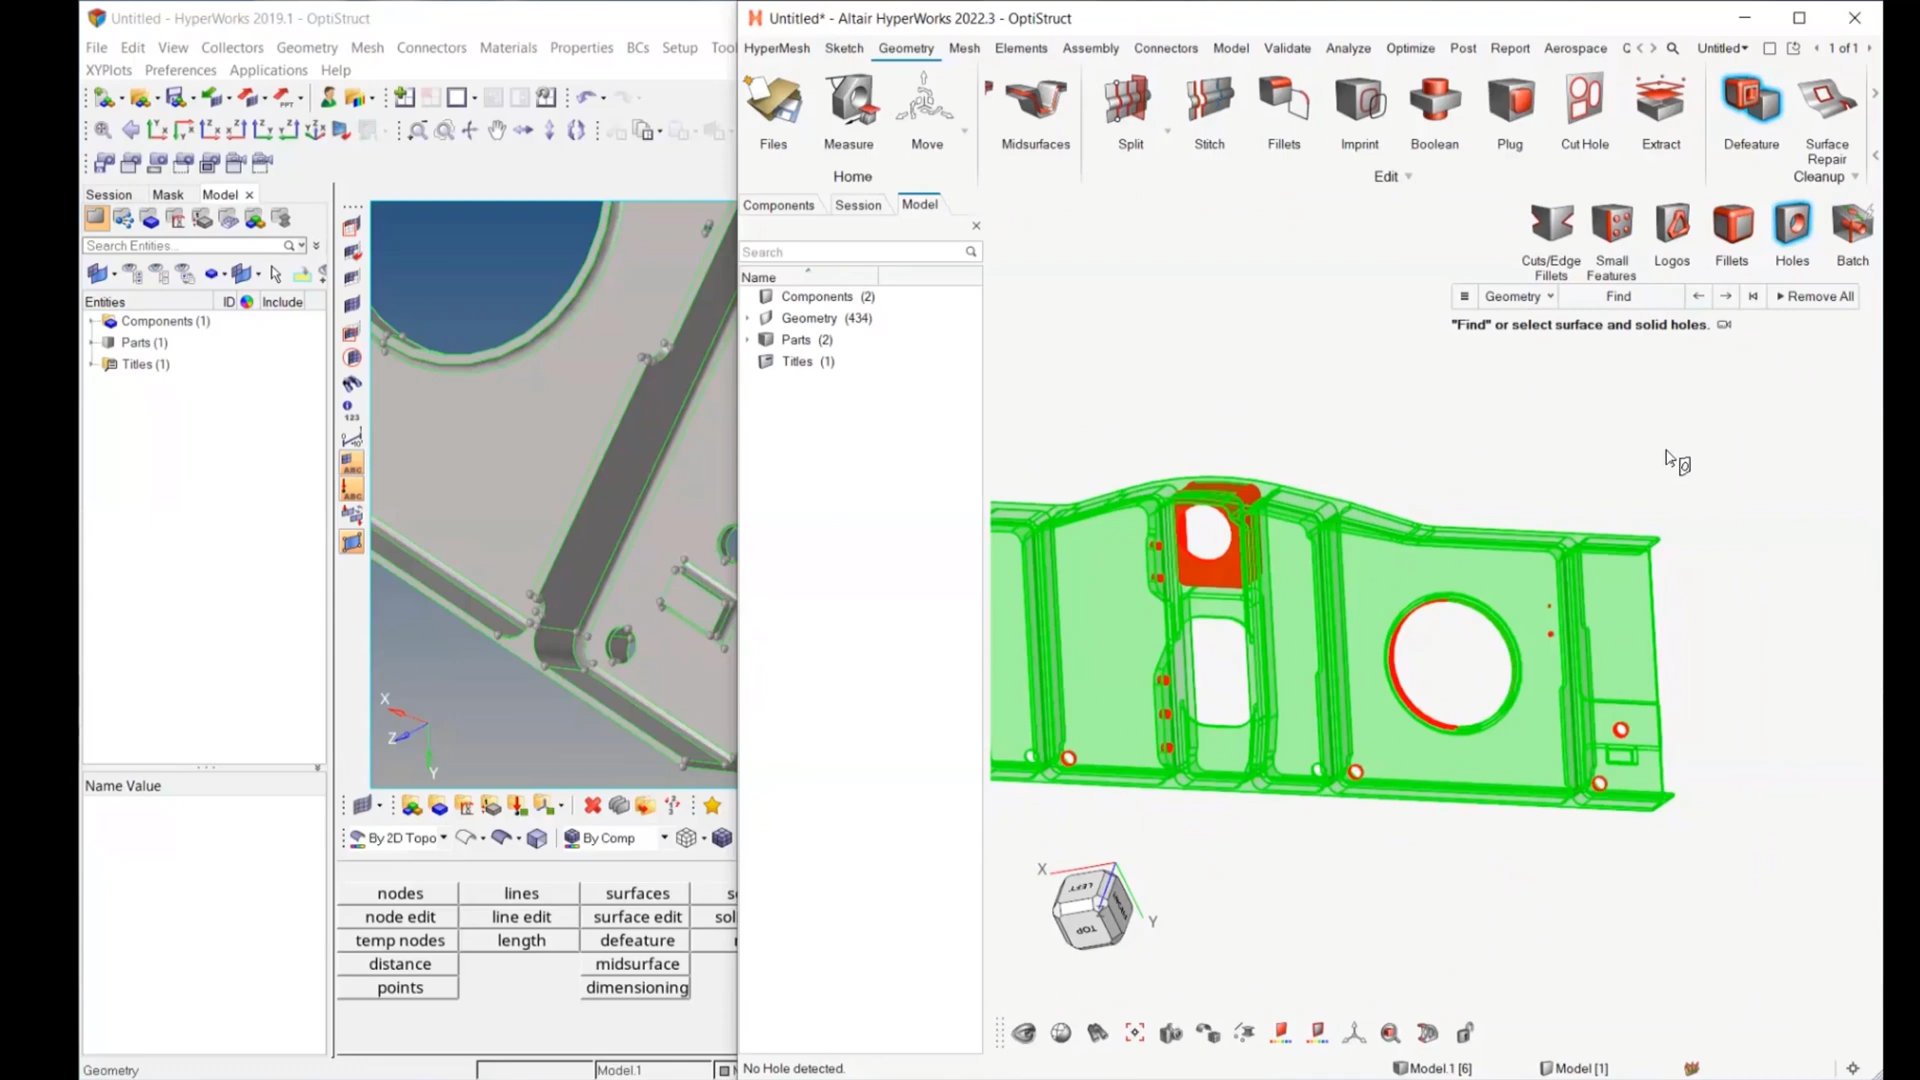 Untitled - HyperWorks 2019.1 - OptiStruct
File Edit View Collectors Geometry Mesh Connectors Materials Properties BCs Setup Tool
XYPlots Preferences Applications Help
Session Mask Model
Search Entities...
Entities ID Include
Components (1)
Parts (1)
Titles (1)
Name Value
X
Z
Y
123
ABC
ABC
By 2D Topo By Comp
nodes lines surfaces
node edit line edit surface edit sol
temp nodes length defeature
distance midsurface
points dimensioning
Geometry Model.1
Untitled* - Altair HyperWorks 2022.3 - OptiStruct
HyperMesh Sketch Geometry Mesh Elements Assembly Connectors Model Validate Analyze Optimize Post Report Aerospace C Untitled 1 of 1
Files Measure Move Midsurfaces Split Stitch Fillets Imprint Boolean Plug Cut Hole Extract Defeature Surface Repair
Home Edit Cleanup
Components Session Model
Search
Name
Components (2)
Geometry (434)
Parts (2)
Titles (1)
Cuts/Edge Fillets Small Features Logos Fillets Holes Batch
Geometry Find Remove All
"Find" or select surface and solid holes.
X
Y
LEFT
TOP
No Hole detected. Model.1 [6] Model [1]